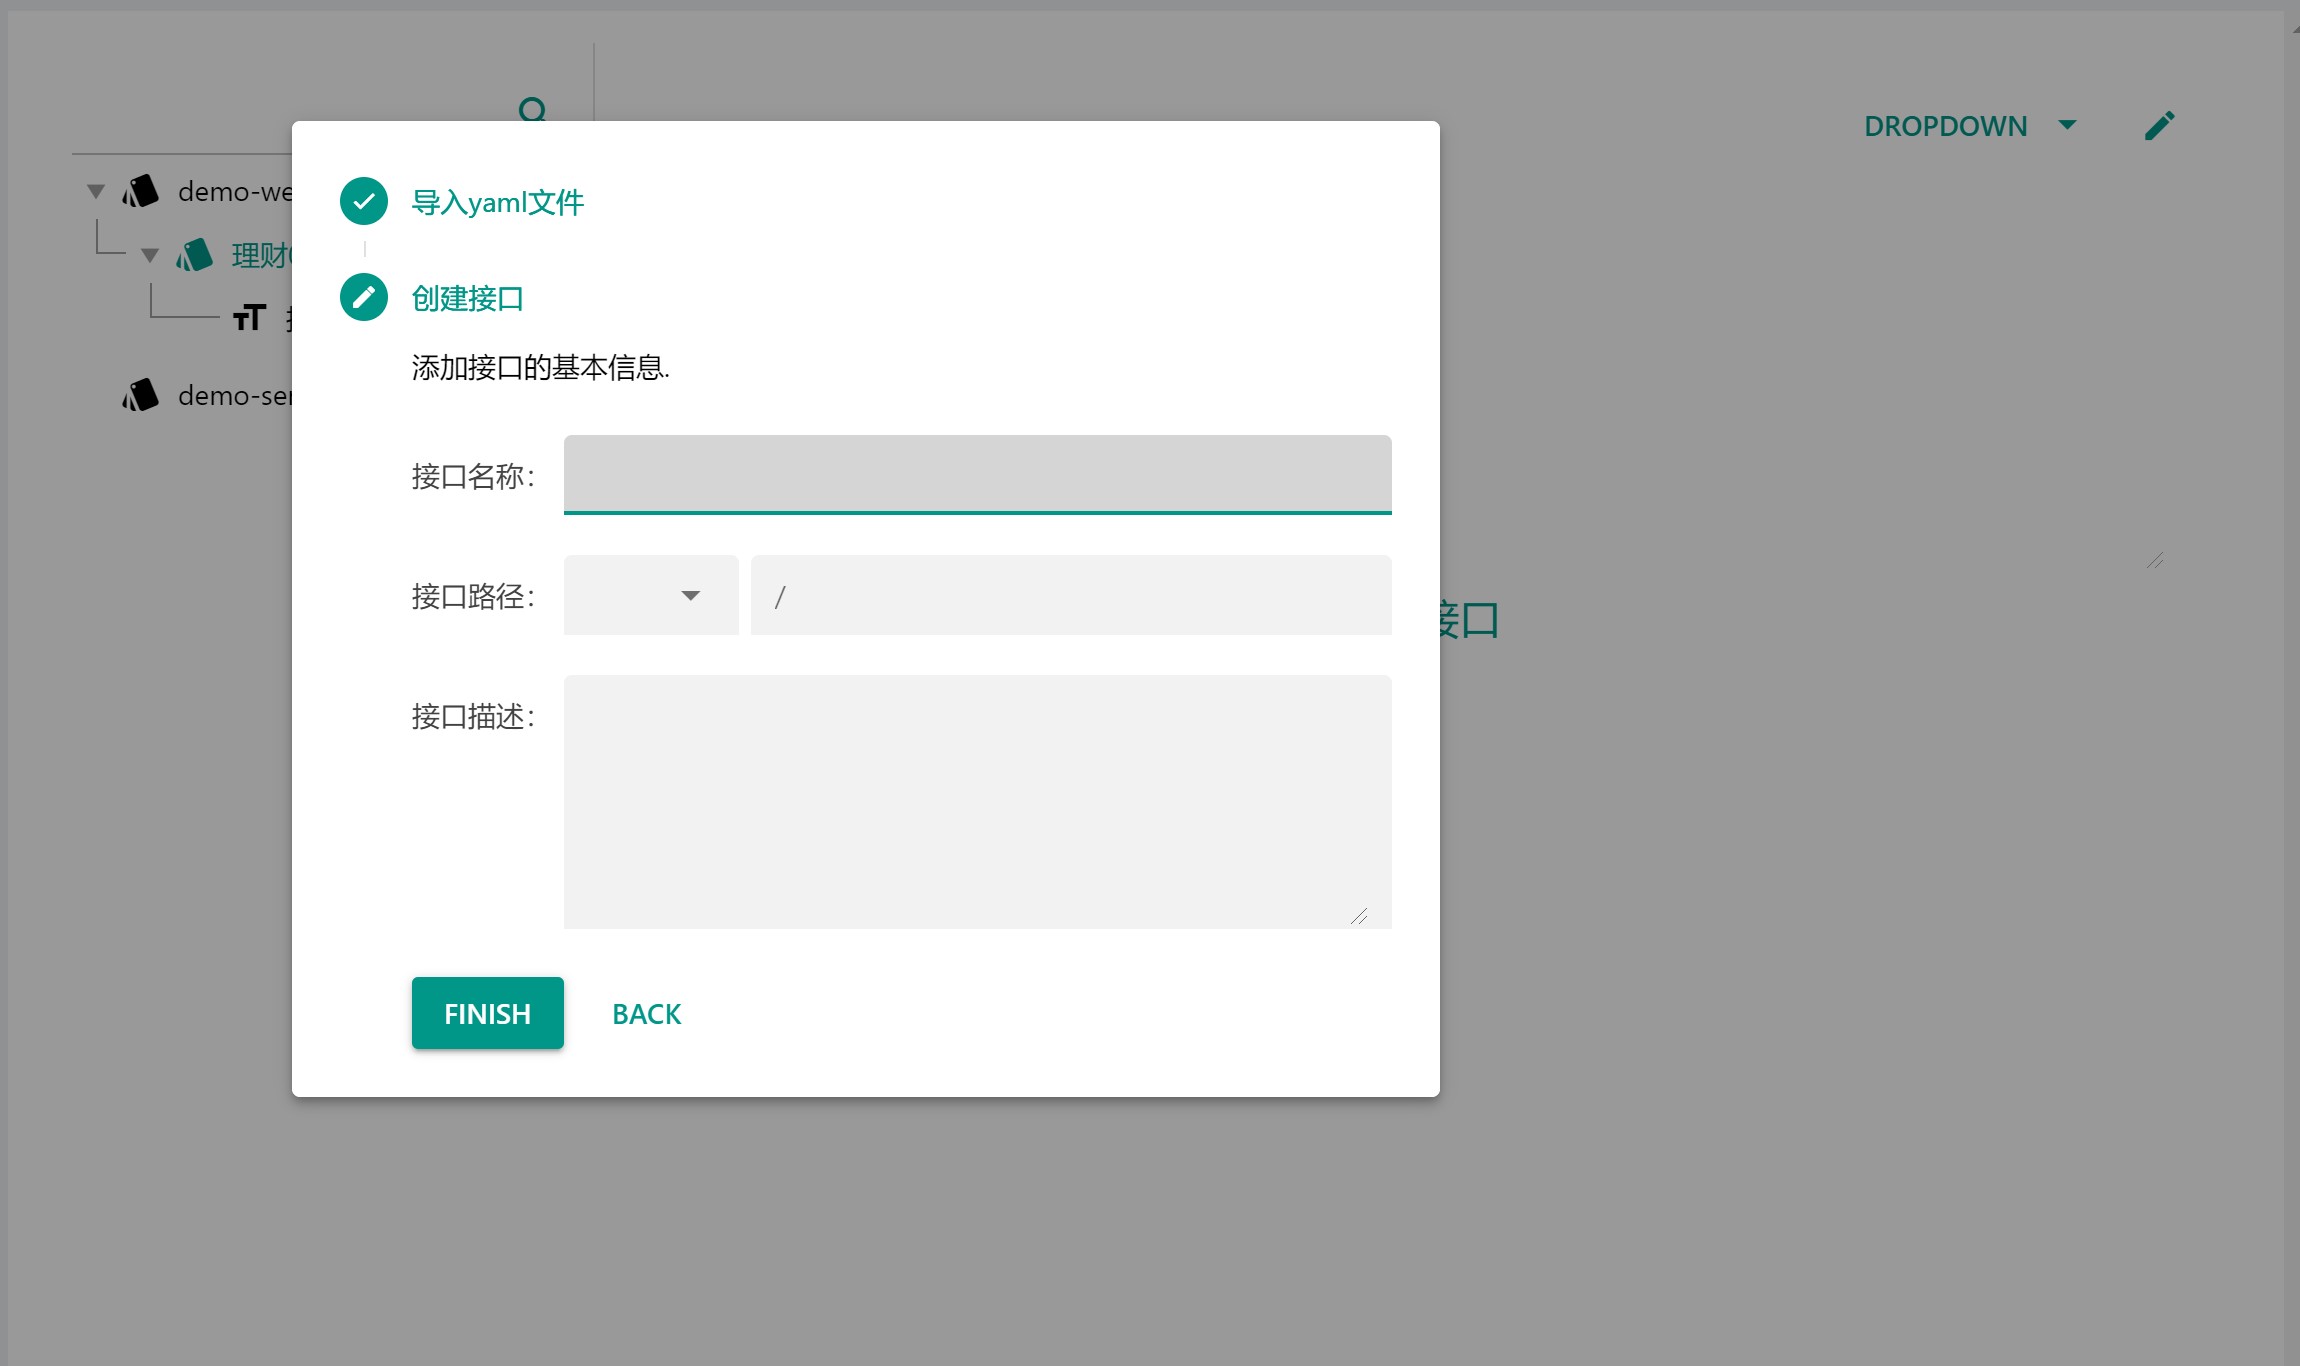 DROPDOWN
demo-we
理财
demo-ser
接口
导入yaml文件
创建接口
添加接口的基本信息.
接口名称：
接口路径：
/
接口描述：
FINISH
BACK